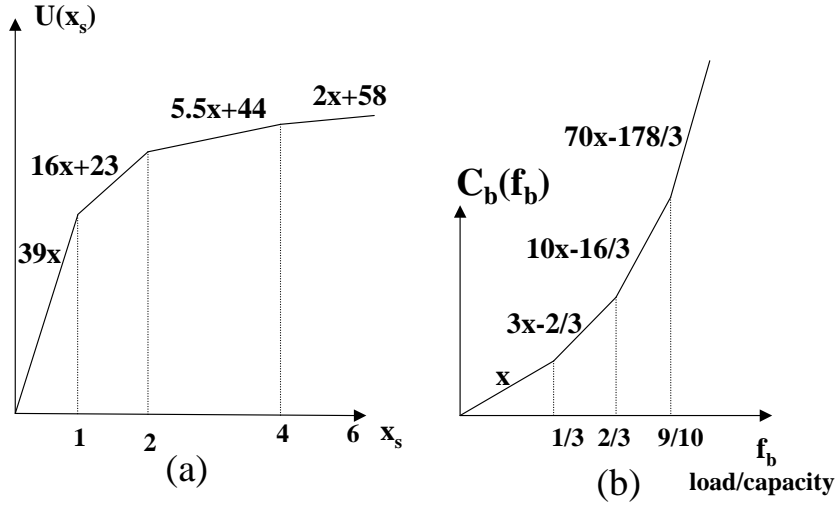 U(x_s)
2x+58
5.5x+44
16x+23
39x
1 2 4 6 x_s
(a)
70x-178/3
C_b(f_b)
10x-16/3
3x-2/3
x
1/3 2/3 9/10 f_b
load/capacity
(b)